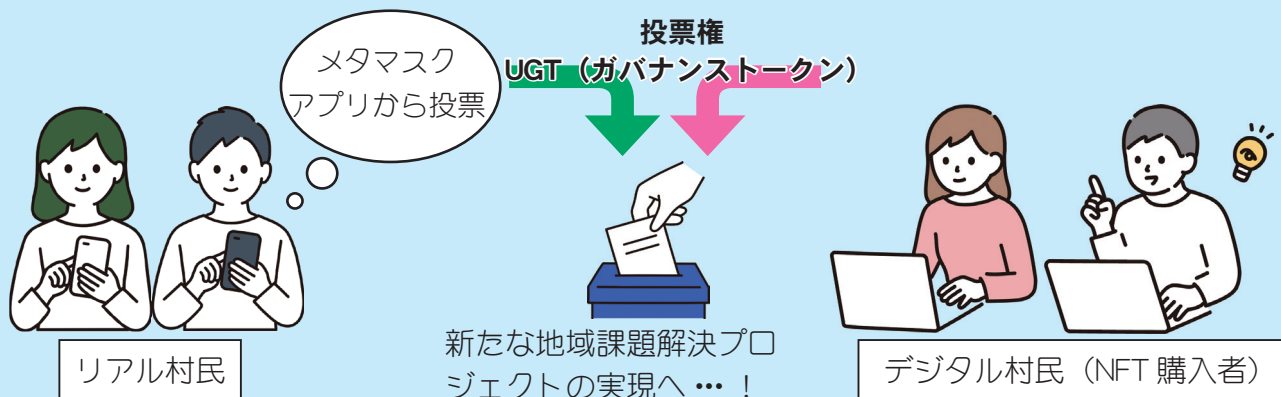 メタマスク
アプリから投票
投票権
UGT（ガバナンストークン）
リアル村民
新たな地域課題解決プロ
ジェクトの実現へ…！
デジタル村民（NFT購入者）